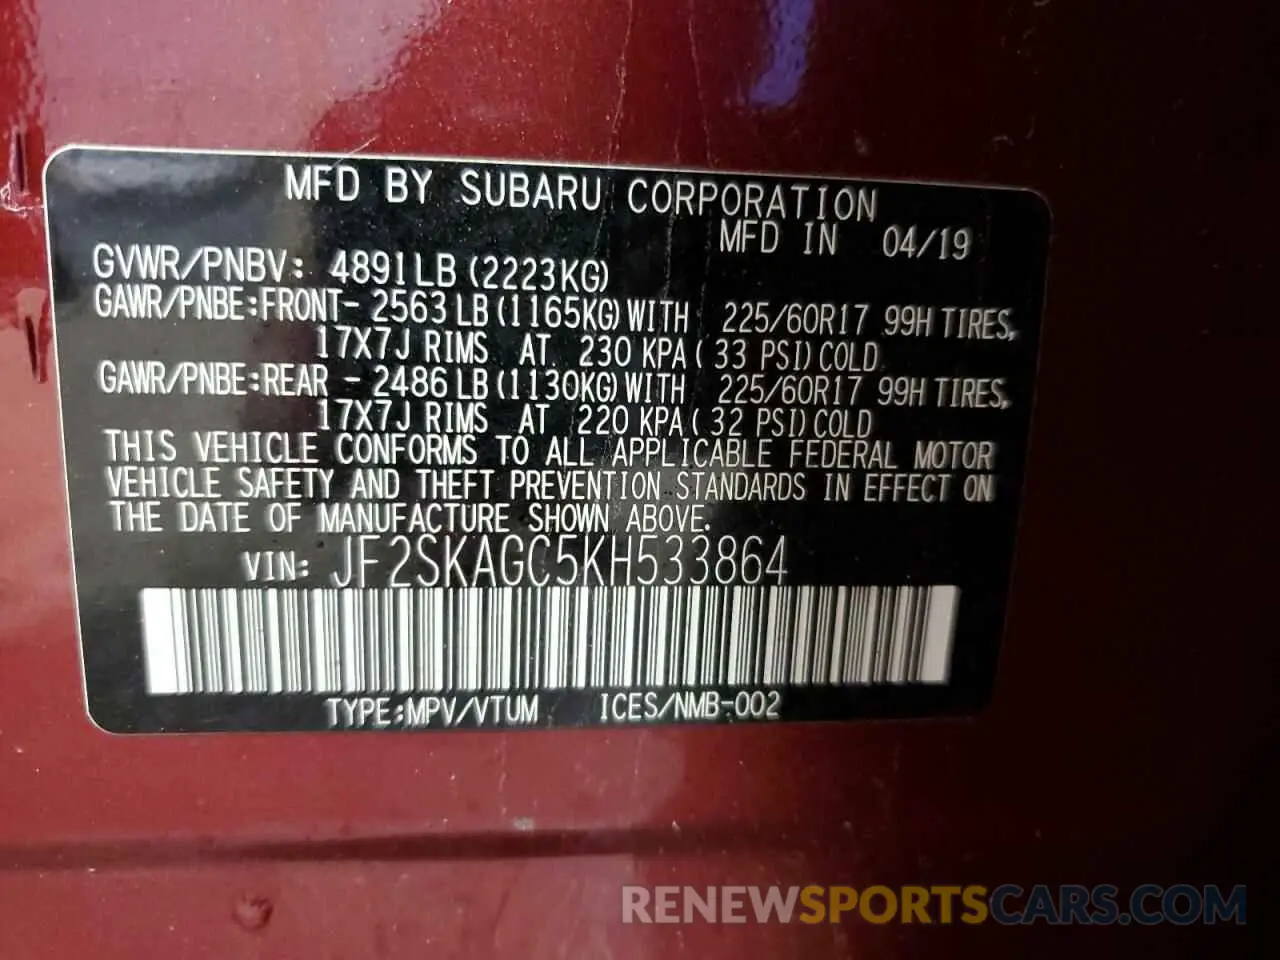 MFD BY SUBARU CORPORATION
MFD IN 04/19
GVWR/PNBV: 4891LB (2223KG)
GAWR/PNBE:FRONT- 2563 LB (1165KG) WITH 225/60R17 99H TIRES,
17X7J RIMS AT 230 KPA ( 33 PSI) COLD
GAWR/PNBE:REAR - 2486 LB (1130KG) WITH 225/60R17 99H TIRES,
17X7J RIMS AT 220 KPA ( 32 PSI) COLD
THIS VEHICLE CONFORMS TO ALL APPLICABLE FEDERAL MOTOR
VEHICLE SAFETY AND THEFT PREVENTION STANDARDS IN EFFECT ON
THE DATE OF MANUFACTURE SHOWN ABOVE.
VIN: JF2SKAGC5KH533864
TYPE:MPV/VTUM ICES/NMB-002
RENEWSPORTSCARS.COM